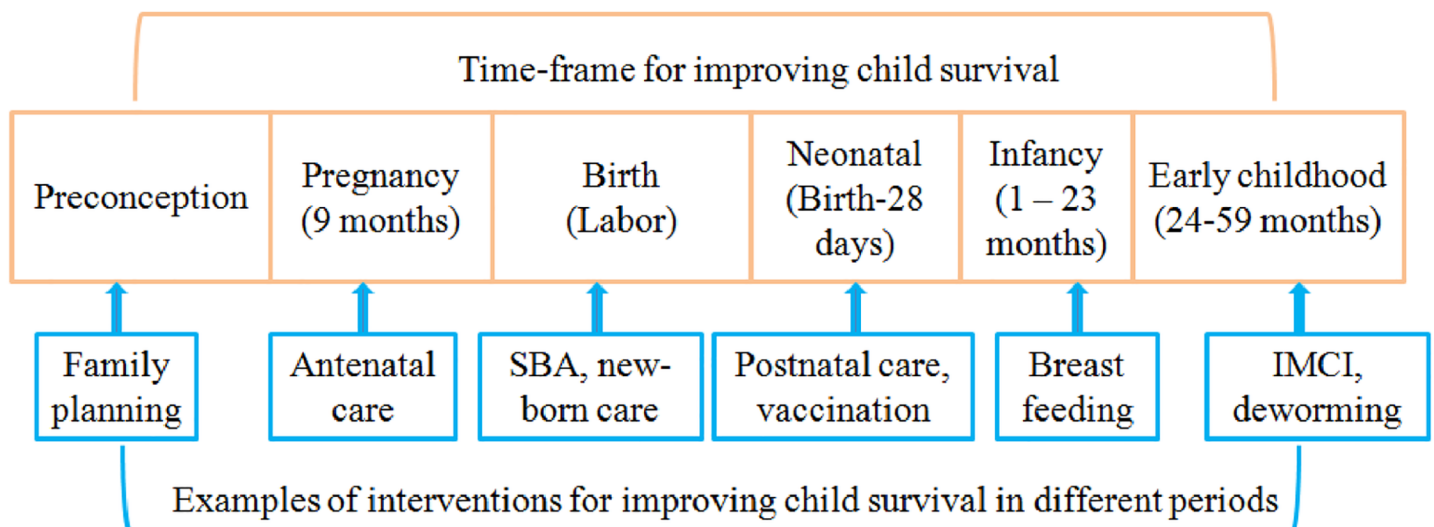 Time-frame for improving child survival
Preconception
Pregnancy
(9 months)
Birth
(Labor)
Neonatal
(Birth-28
days)
Infancy
(1 – 23
months)
Early childhood
(24-59 months)
Family
planning
Antenatal
care
SBA, new-
born care
Postnatal care,
vaccination
Breast
feeding
IMCI,
deworming
Examples of interventions for improving child survival in different periods